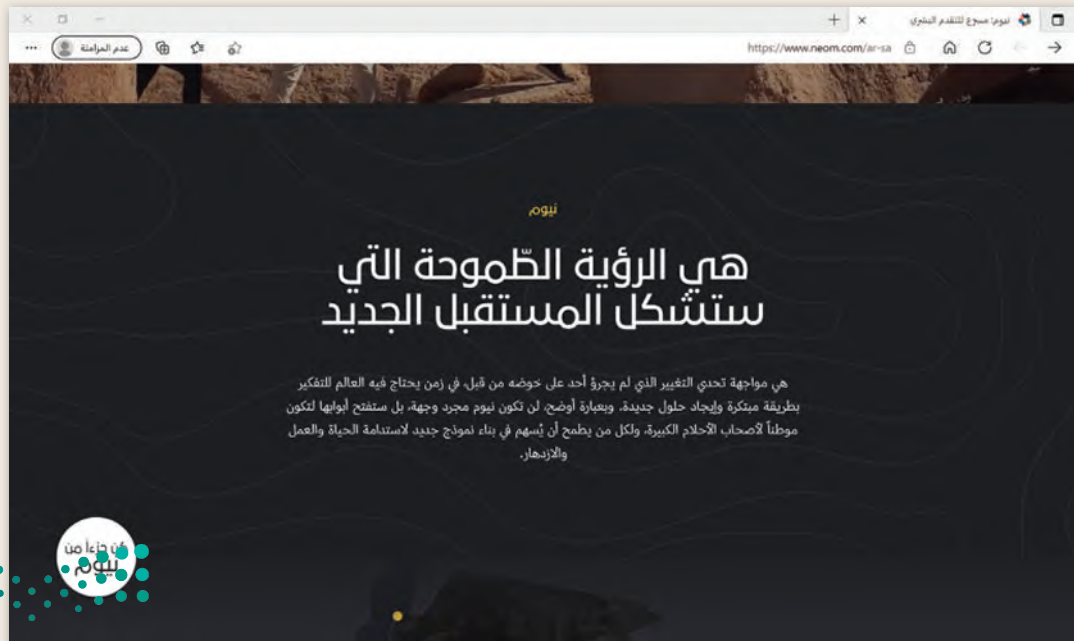 نيوم: مسرع للتقدم البشري
https://www.neom.com/ar-sa
عدم المزامنة
نيوم
هي الرؤية الطّموحة التي
ستشكل المستقبل الجديد
هي مواجهة تحدي التغيير الذي لم يجرؤ أحد على خوضه من قبل، في زمن يحتاج فيه العالم للتفكير
بطريقة مبتكرة وإيجاد حلول جديدة. وبعبارة أوضح، لن تكون نيوم مجرد وجهة، بل ستفتح أبوابها لتكون
موطناً لأصحاب الأحلام الكبيرة، ولكل من يطمح أن يُسهم في بناء نموذج جديد لاستدامة الحياة والعمل
والازدهار.
كن جزءاً من
نيوم